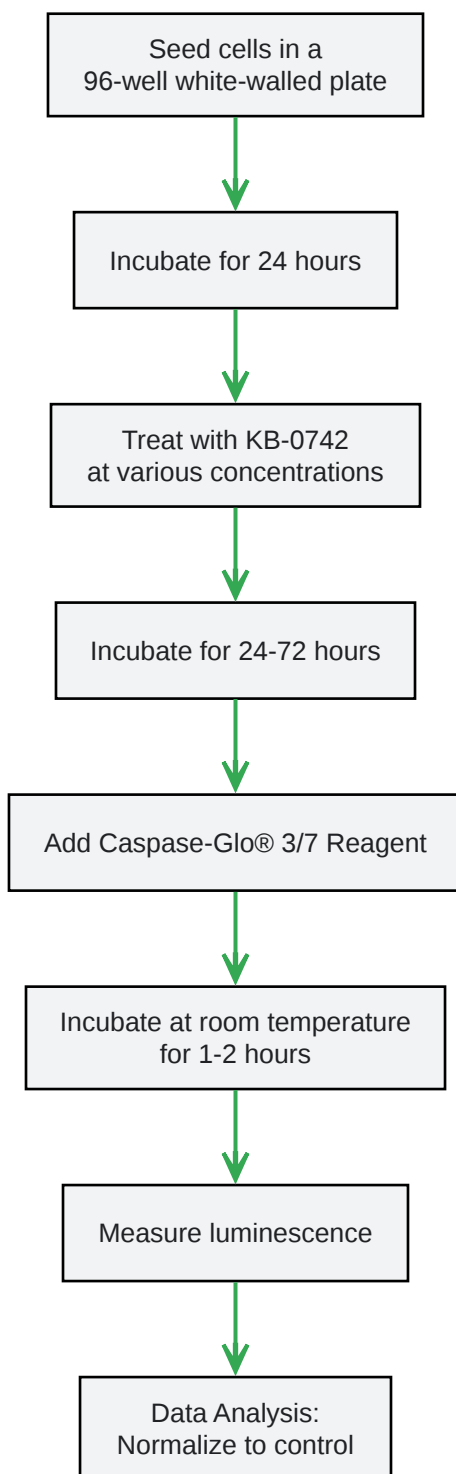 Seed cells in a
96-well white-walled plate
Incubate for 24 hours
Treat with KB-0742
at various concentrations
Incubate for 24-72 hours
Add Caspase-Glo® 3/7 Reagent
Incubate at room temperature
for 1-2 hours
Measure luminescence
Data Analysis:
Normalize to control